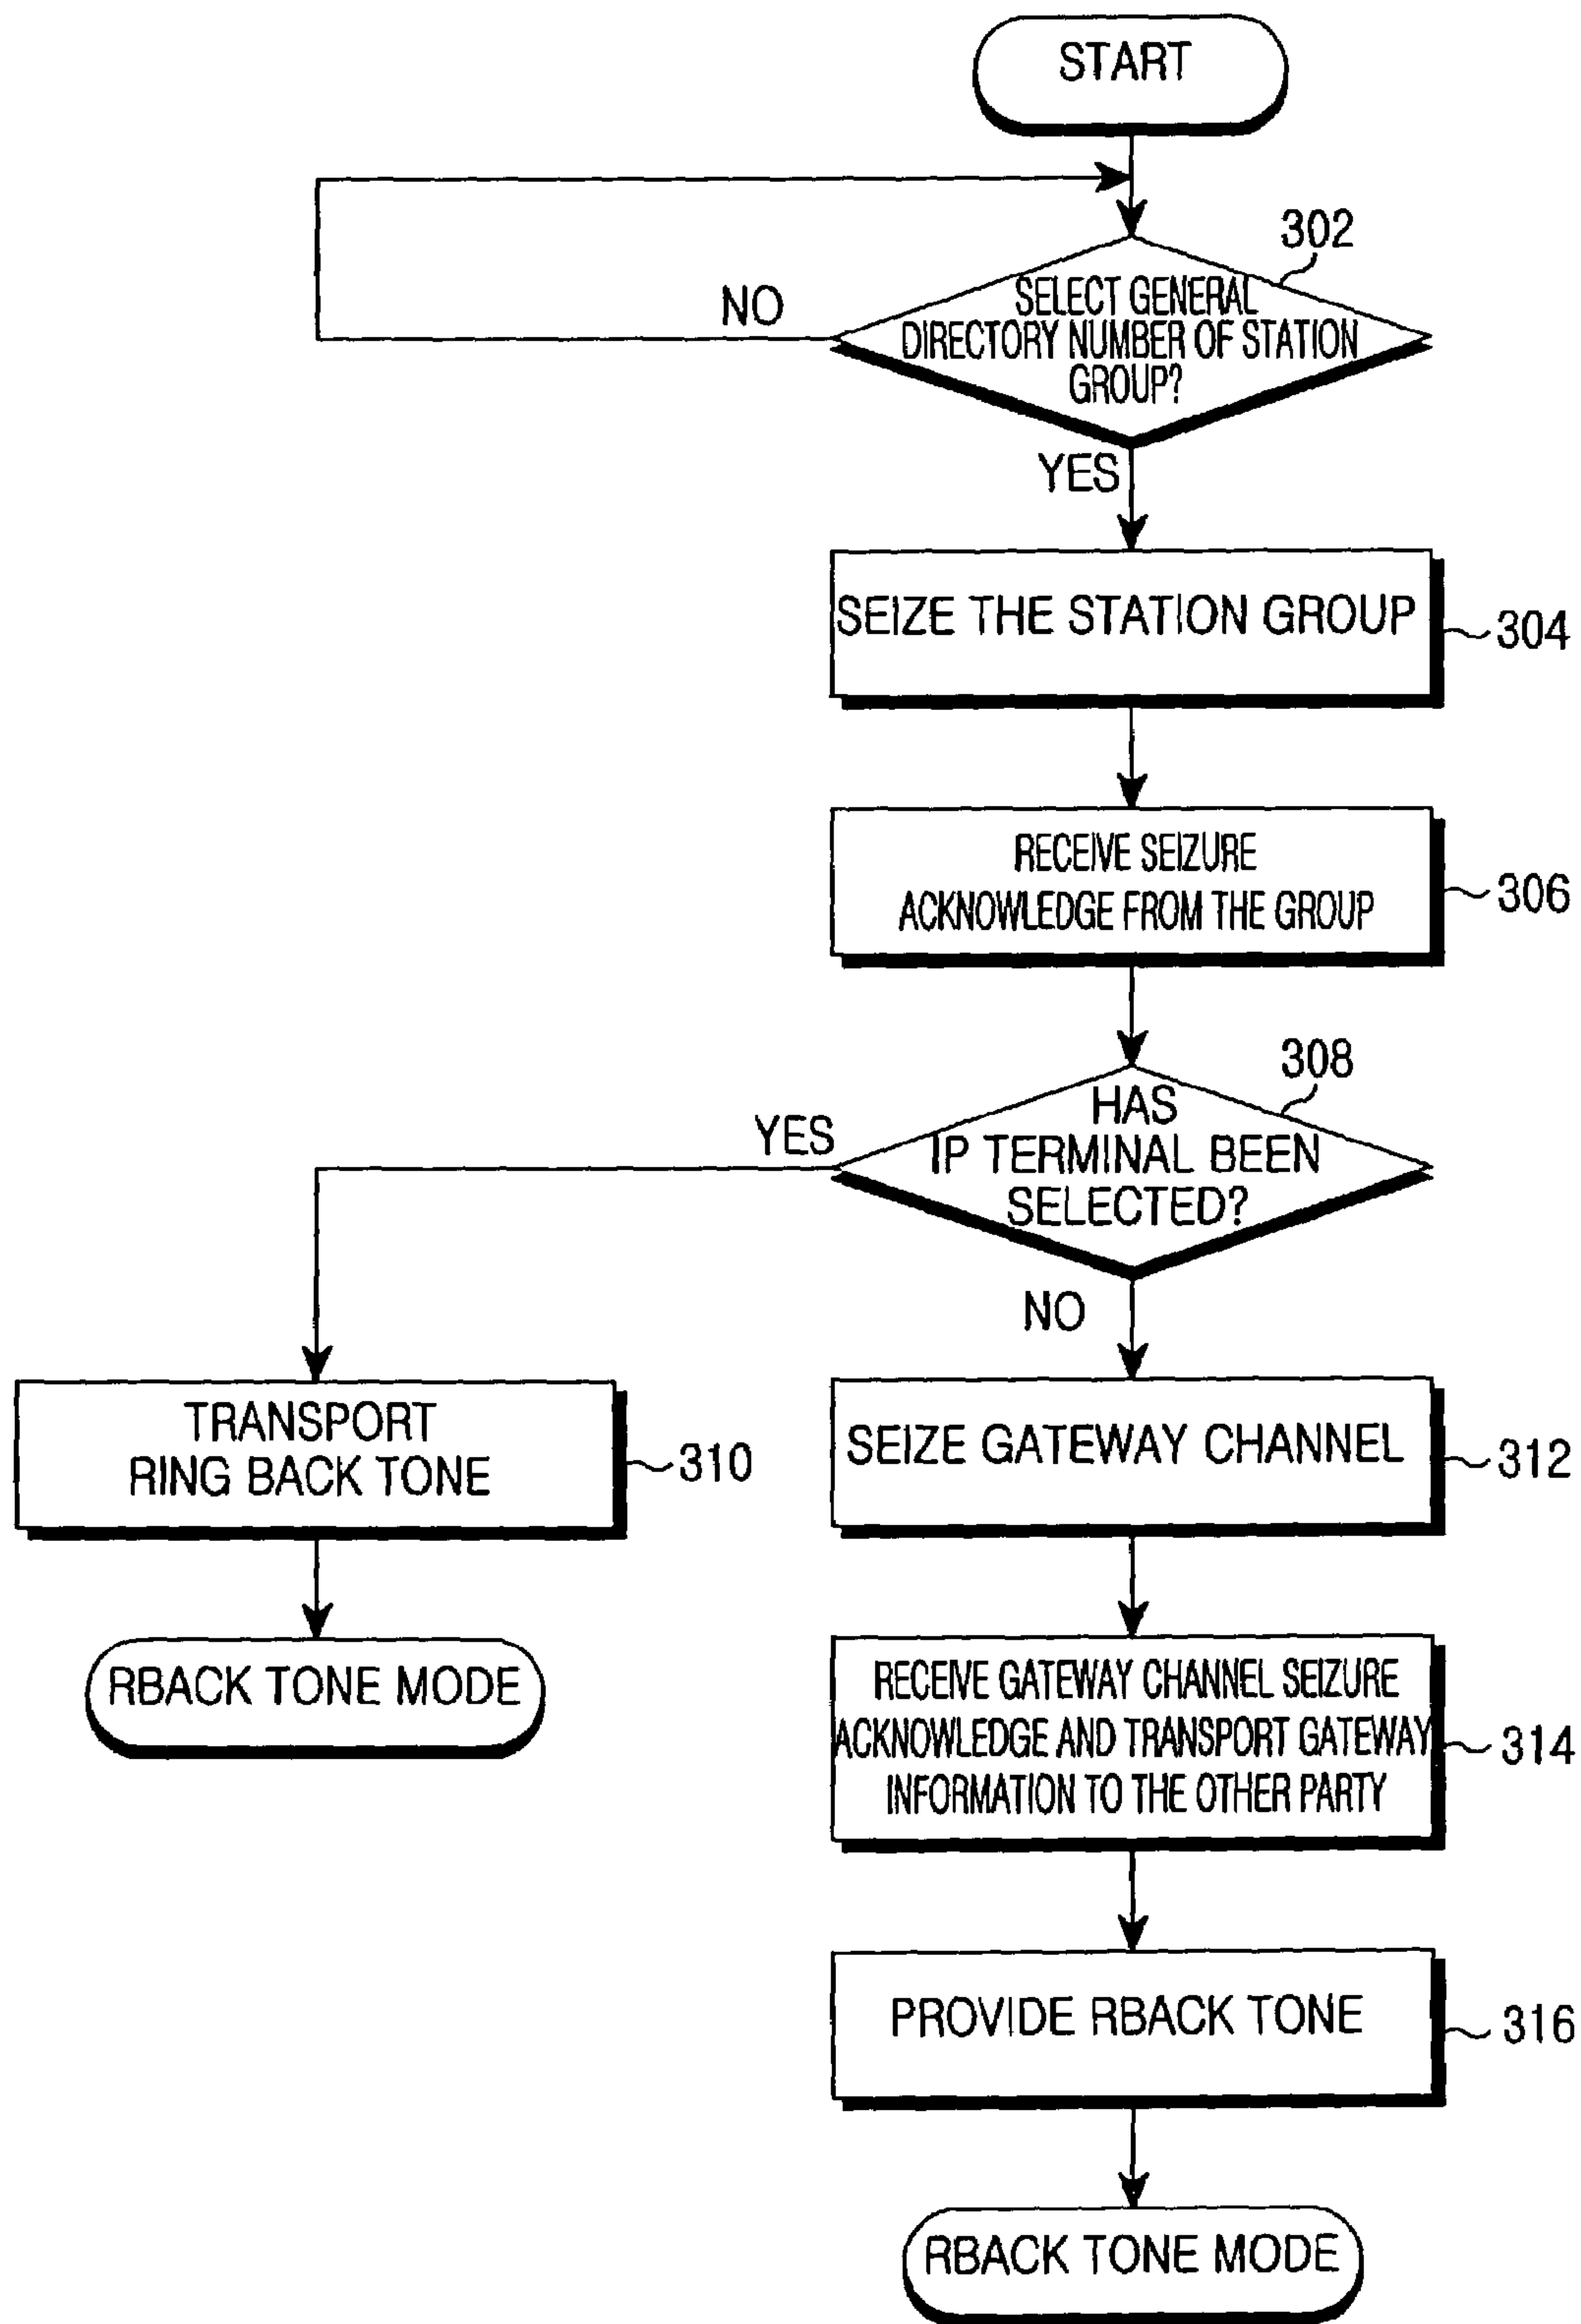 START
302
SELECT GENERAL
DIRECTORY NUMBER OF STATION
GROUP?
NO
YES
SEIZE THE STATION GROUP
304
RECEIVE SEIZURE
ACKNOWLEDGE FROM THE GROUP
306
308
HAS
IP TERMINAL BEEN
SELECTED?
YES
NO
TRANSPORT
RING BACK TONE
310
SEIZE GATEWAY CHANNEL
312
RBACK TONE MODE
RECEIVE GATEWAY CHANNEL SEIZURE
ACKNOWLEDGE AND TRANSPORT GATEWAY
INFORMATION TO THE OTHER PARTY
314
PROVIDE RBACK TONE
316
RBACK TONE MODE